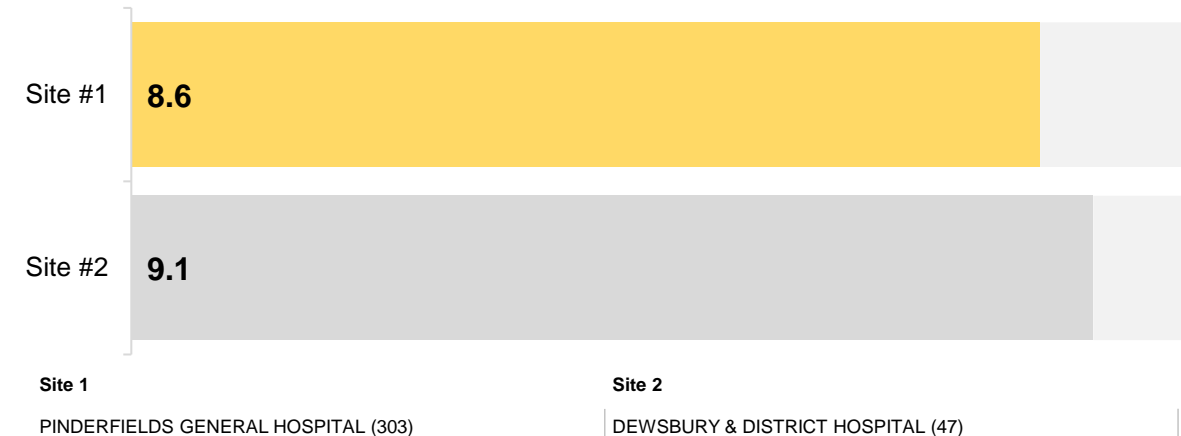 Site #1 8.6
Site #2 9.1
Site 1 Site 2
PINDERFIELDS GENERAL HOSPITAL (303) DEWSBURY & DISTRICT HOSPITAL (47)